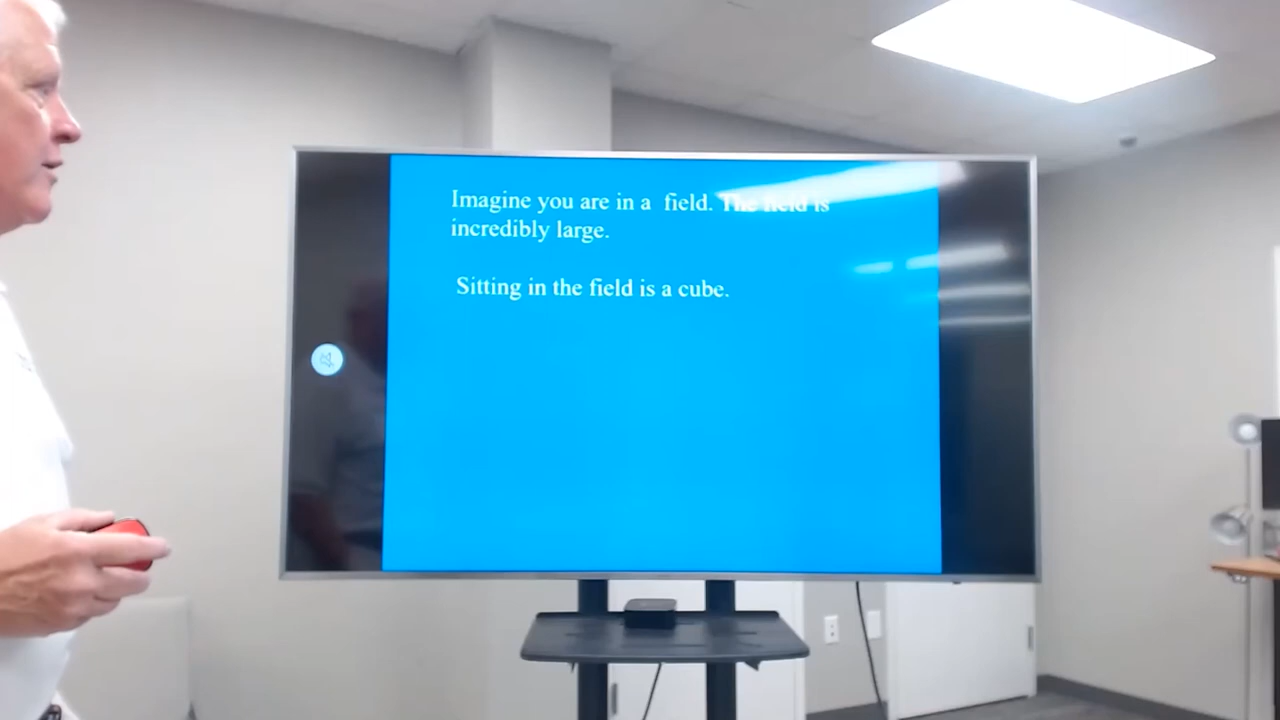 Imagine you are in a field. The field is
incredibly large.
Sitting in the field is a cube.